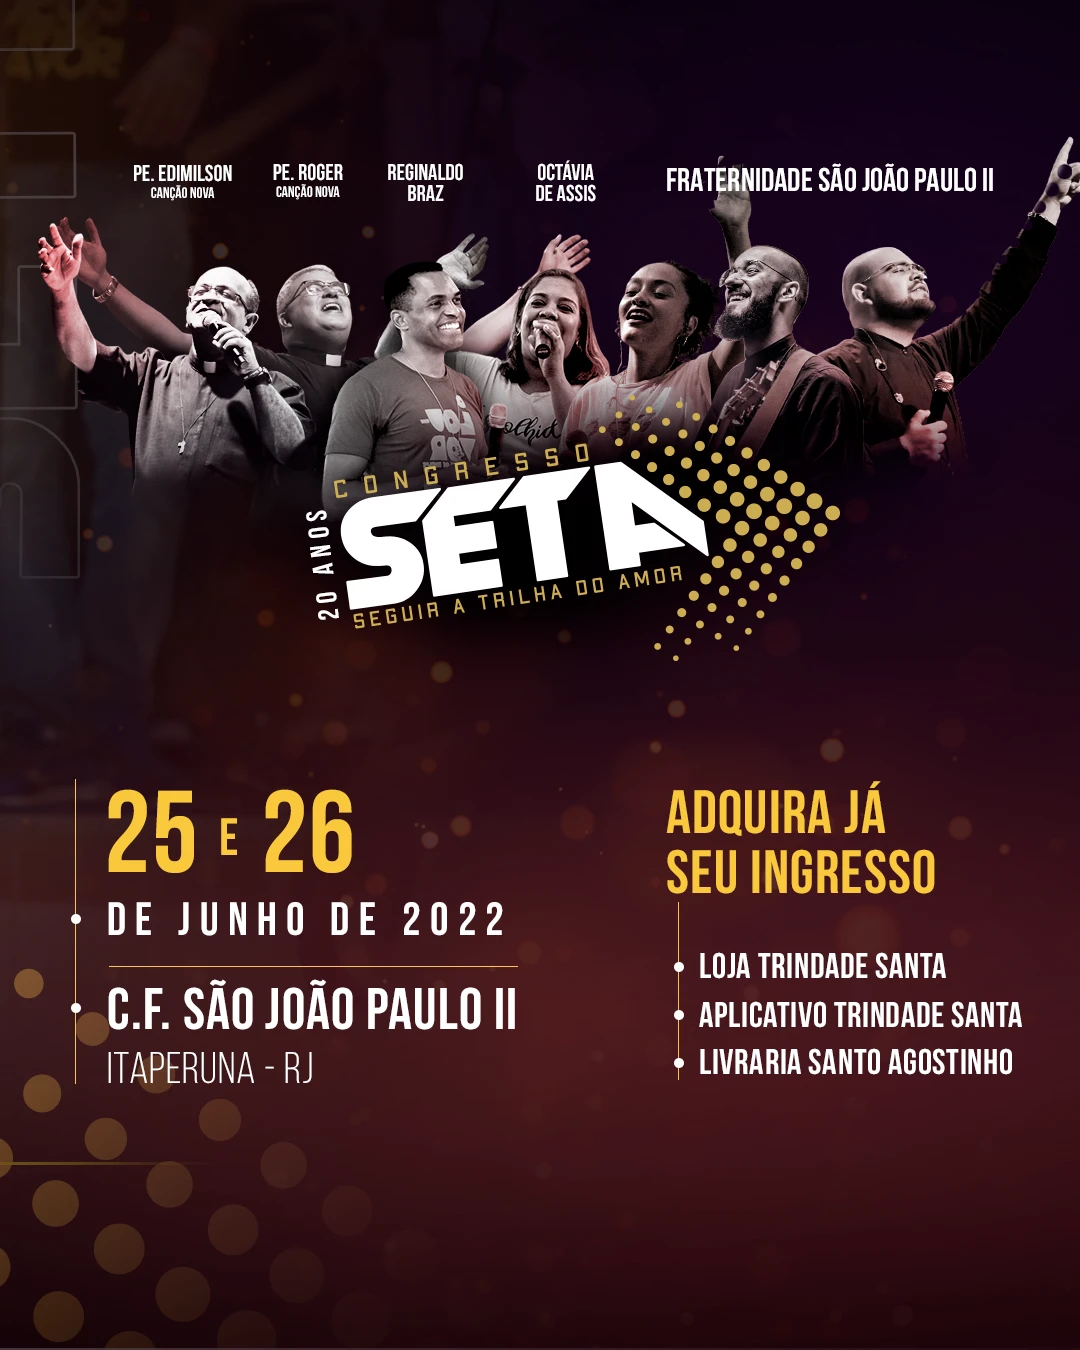 PE. EDIMILSON
CANÇÃO NOVA
PE. ROGER
CANÇÃO NOVA
REGINALDO
BRAZ
OCTÁVIA
DE ASSIS
FRATERNIDADE SÃO JOÃO PAULO II
CONGRESSO
SETA
20 ANOS
SEGUIR A TRILHA DO AMOR
25 E 26
DE JUNHO DE 2022
C.F. SÃO JOÃO PAULO II
ITAPERUNA - RJ
ADQUIRA JÁ
SEU INGRESSO
LOJA TRINDADE SANTA
APLICATIVO TRINDADE SANTA
LIVRARIA SANTO AGOSTINHO